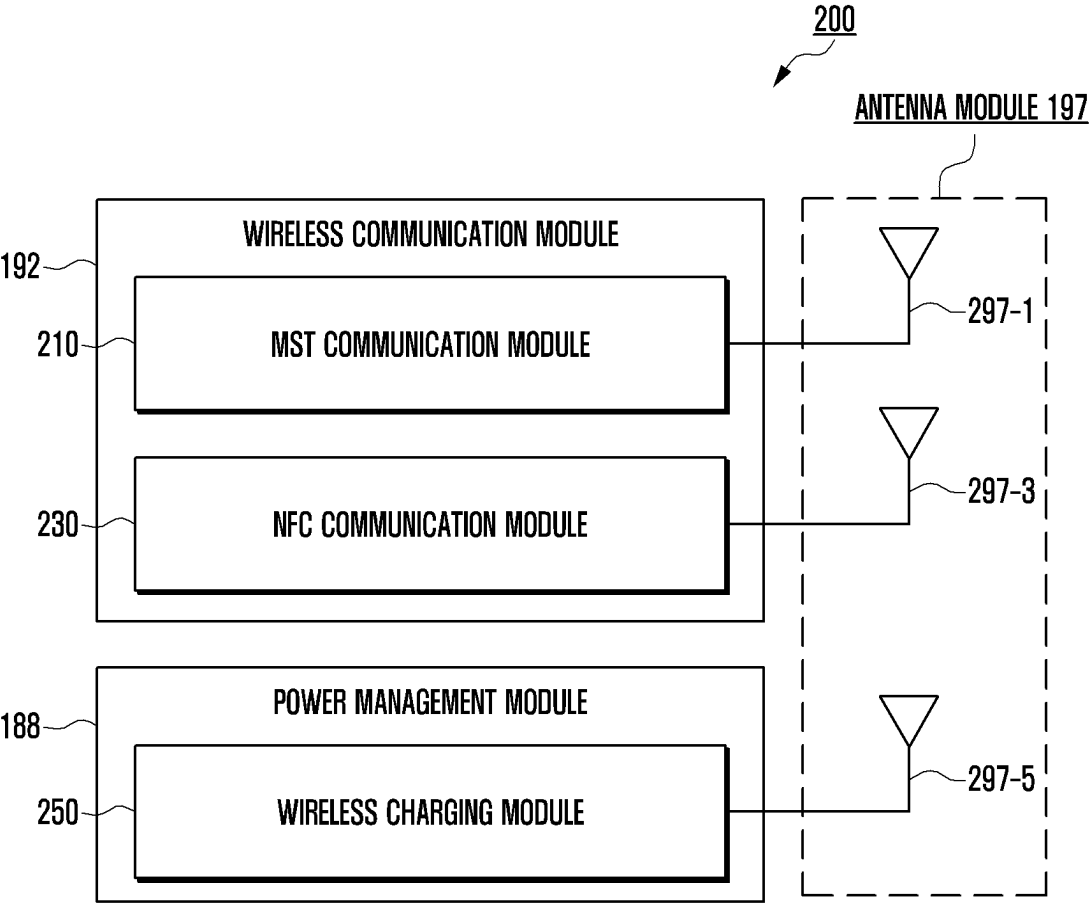 200
ANTENNA MODULE 197
WIRELESS COMMUNICATION MODULE
192
297-1
210
MST COMMUNICATION MODULE
297-3
230
NFC COMMUNICATION MODULE
POWER MANAGEMENT MODULE
188
297-5
250
WIRELESS CHARGING MODULE